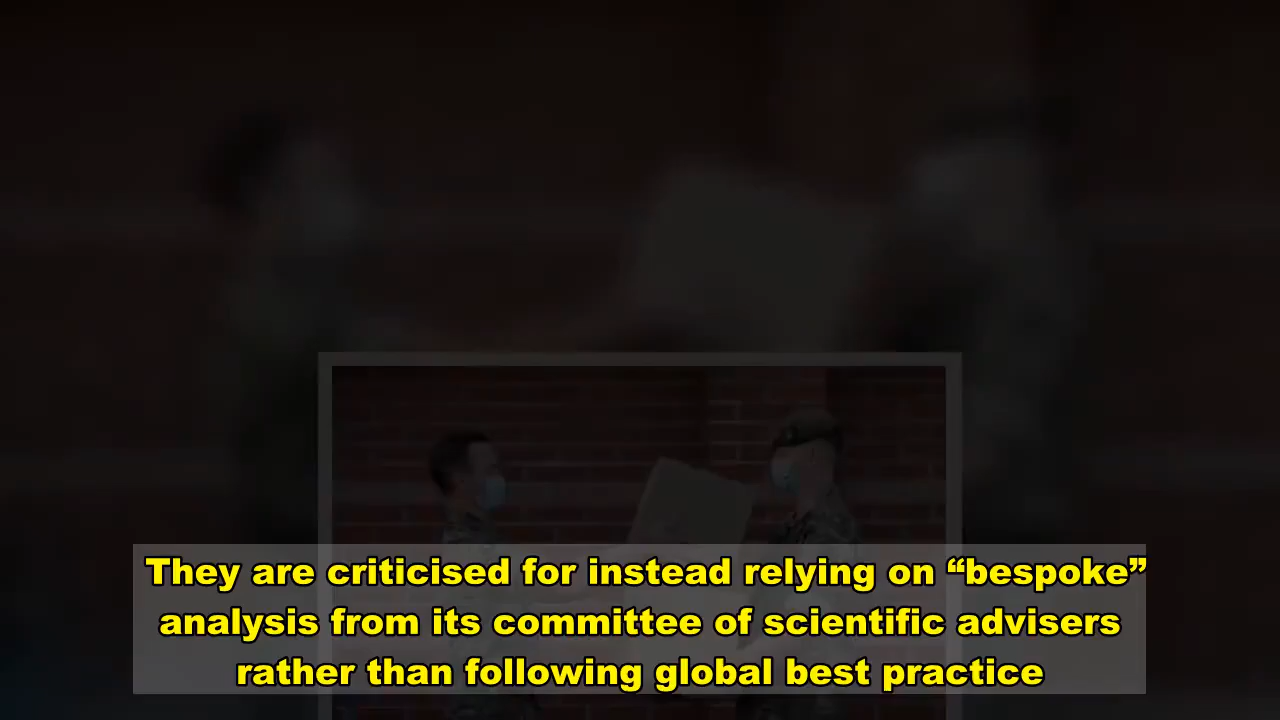 They are criticised for instead relying on “bespoke”
analysis from its committee of scientific advisers
rather than following global best practice